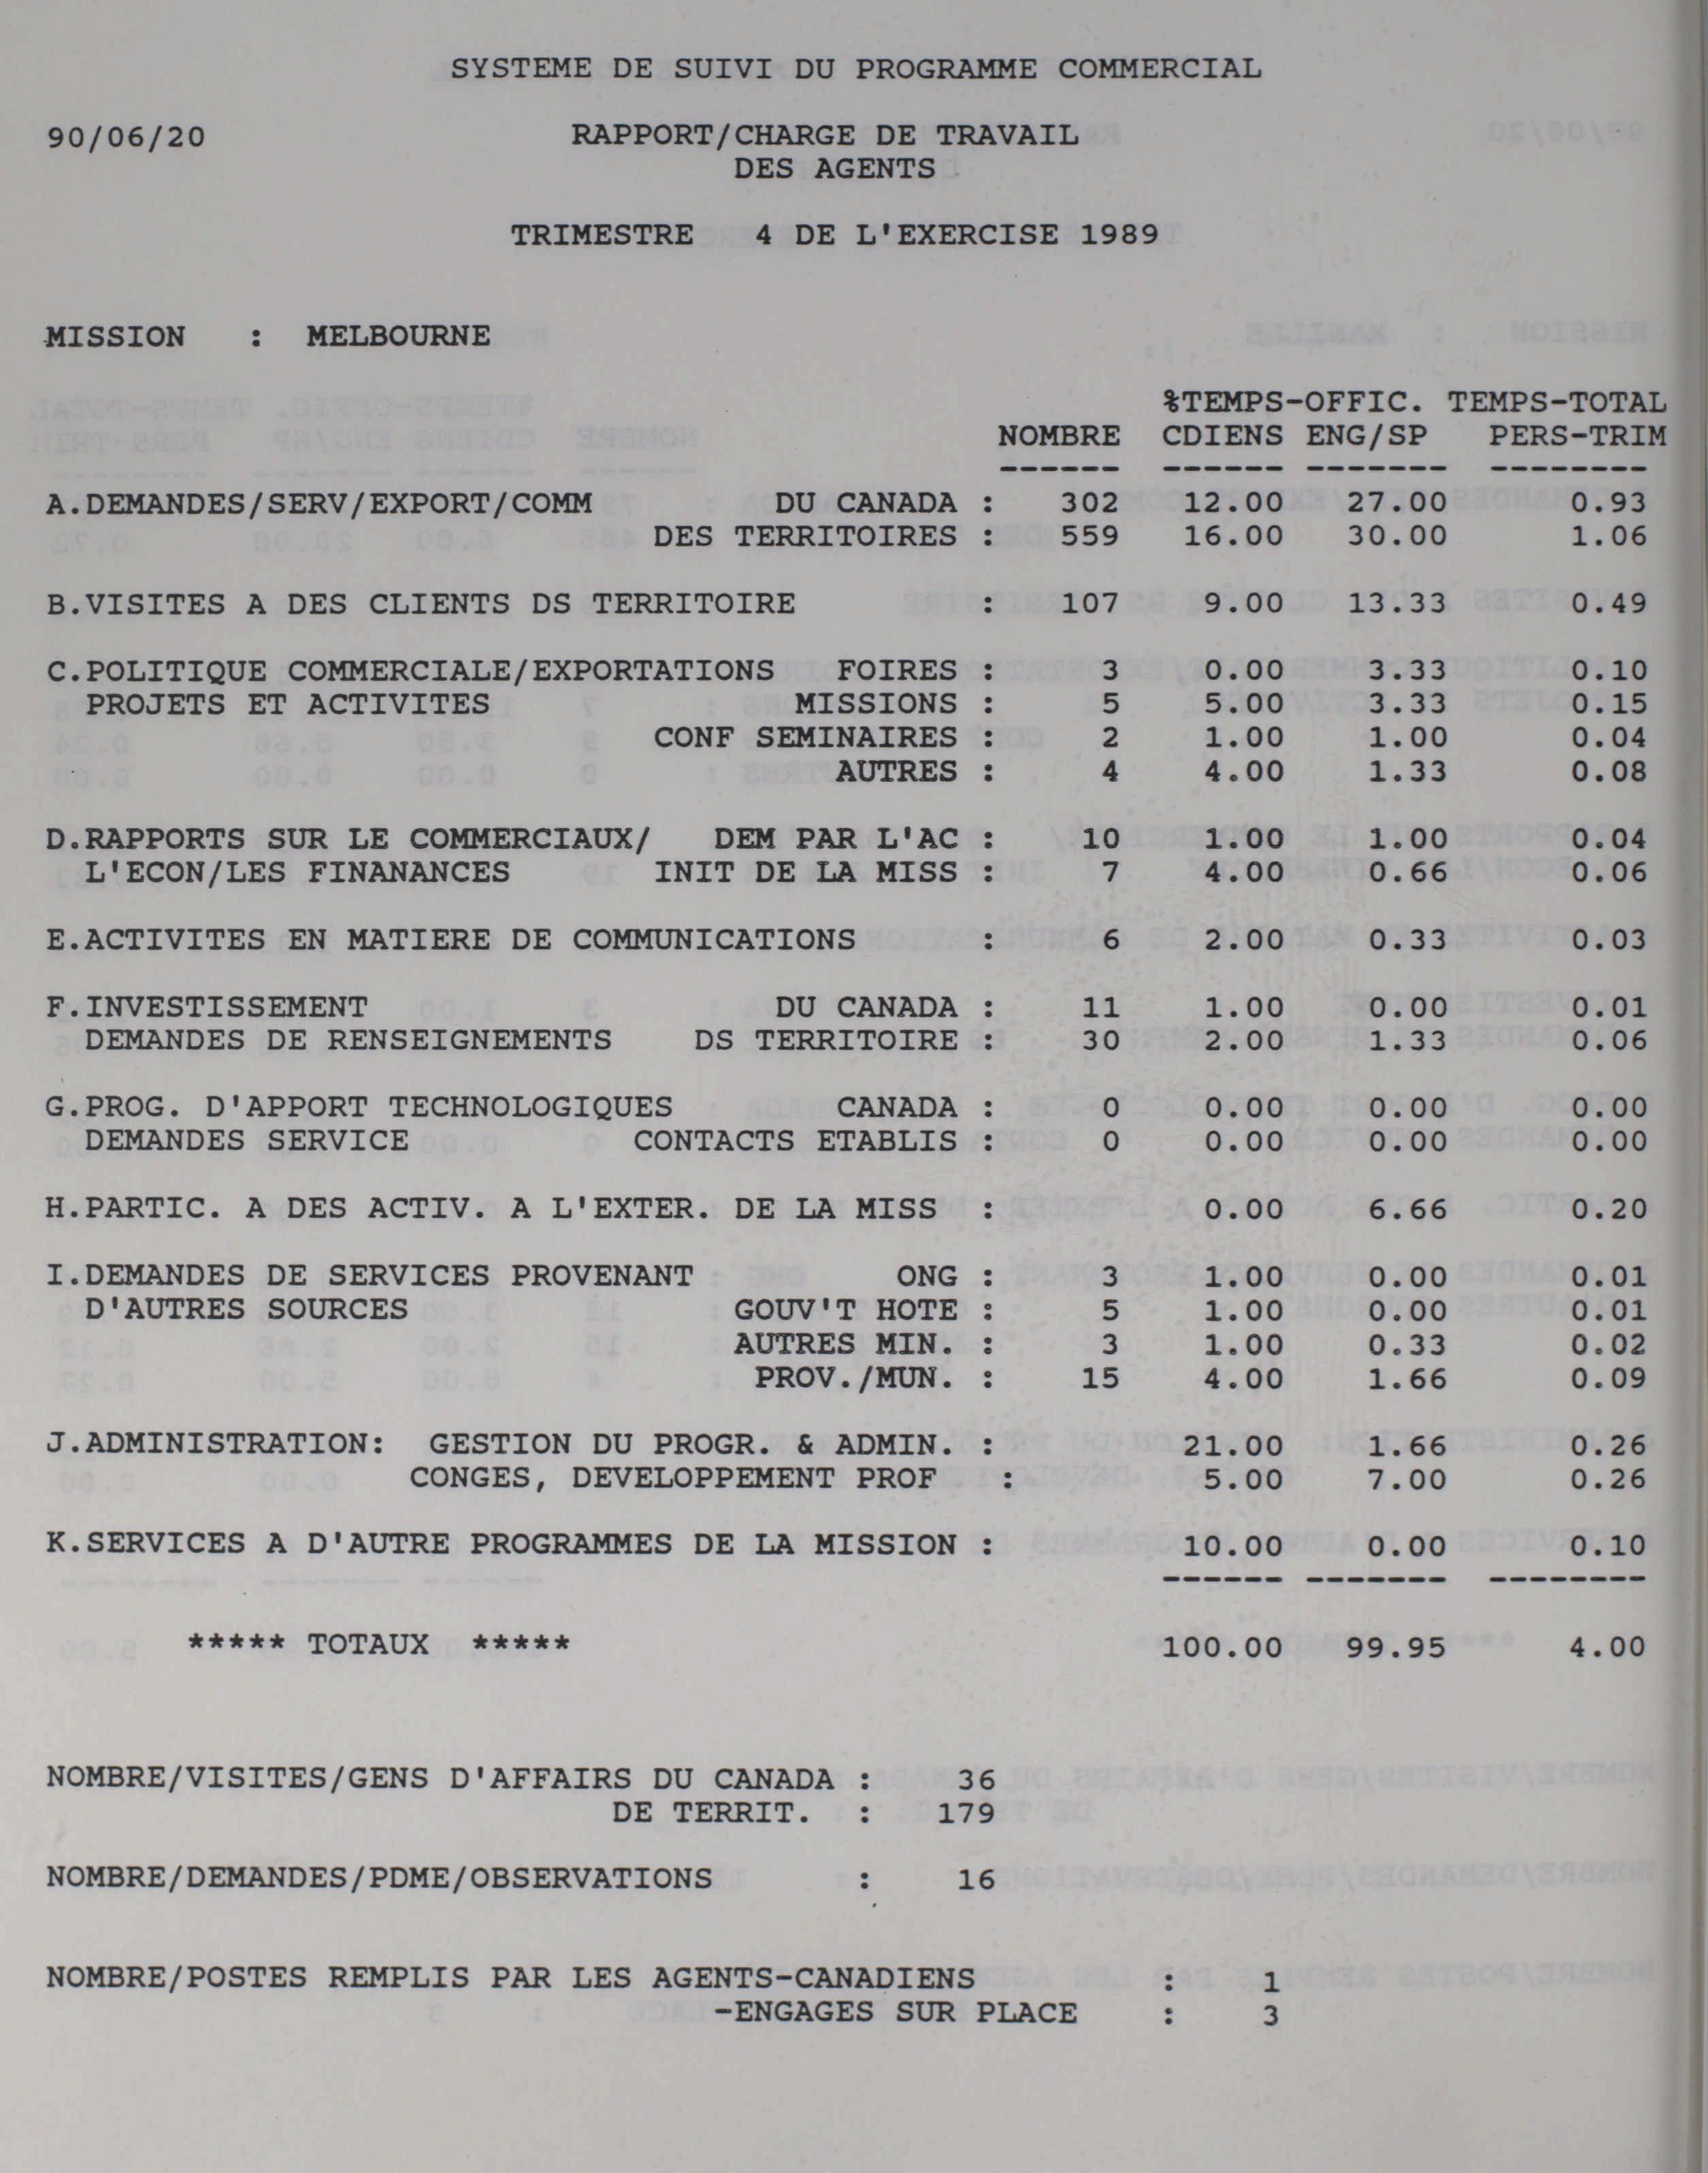 SYSTEME DE SUIVI DU PROGRAMME COMMERCIAL
90/06/20 RAPPORT/CHARGE DE TRAVAIL
DES AGENTS
TRIMESTRE 4 DE L'EXERCISE 1989
MISSION : MELBOURNE
%TEMPS-OFFIC. TEMPS-TOTAL
NOMBRE CDIENS ENG/SP PERS-TRIM
------ ------ ------- --------
A.DEMANDES/SERV/EXPORT/COMM DU CANADA : 302 12.00 27.00 0.93
DES TERRITOIRES : 559 16.00 30.00 1.06
B.VISITES A DES CLIENTS DS TERRITOIRE : 107 9.00 13.33 0.49
C.POLITIQUE COMMERCIALE/EXPORTATIONS FOIRES : 3 0.00 3.33 0.10
PROJETS ET ACTIVITES MISSIONS : 5 5.00 3.33 0.15
CONF SEMINAIRES : 2 1.00 1.00 0.04
AUTRES : 4 4.00 1.33 0.08
D.RAPPORTS SUR LE COMMERCIAUX/ DEM PAR L'AC : 10 1.00 1.00 0.04
L'ECON/LES FINANANCES INIT DE LA MISS : 7 4.00 0.66 0.06
E.ACTIVITES EN MATIERE DE COMMUNICATIONS : 6 2.00 0.33 0.03
F.INVESTISSEMENT DU CANADA : 11 1.00 0.00 0.01
DEMANDES DE RENSEIGNEMENTS DS TERRITOIRE : 30 2.00 1.33 0.06
G.PROG. D'APPORT TECHNOLOGIQUES CANADA : 0 0.00 0.00 0.00
DEMANDES SERVICE CONTACTS ETABLIS : 0 0.00 0.00 0.00
H.PARTIC. A DES ACTIV. A L'EXTER. DE LA MISS : 0.00 6.66 0.20
I.DEMANDES DE SERVICES PROVENANT ONG : 3 1.00 0.00 0.01
D'AUTRES SOURCES GOUV'T HOTE : 5 1.00 0.00 0.01
AUTRES MIN. : 3 1.00 0.33 0.02
PROV./MUN. : 15 4.00 1.66 0.09
J.ADMINISTRATION: GESTION DU PROGR. & ADMIN. : 21.00 1.66 0.26
CONGES, DEVELOPPEMENT PROF . : 5.00 7.00 0.26
K.SERVICES A D'AUTRE PROGRAMMES DE LA MISSION : 10.00 0.00 0.10
------ ------- --------
***** TOTAUX ***** 100.00 99.95 4.00
NOMBRE/VISITES/GENS D'AFFAIRS DU CANADA : 36
DE TERRIT. : 179
NOMBRE/DEMANDES/PDME/OBSERVATIONS : 16
NOMBRE/POSTES REMPLIS PAR LES AGENTS-CANADIENS : 1
-ENGAGES SUR PLACE : 3